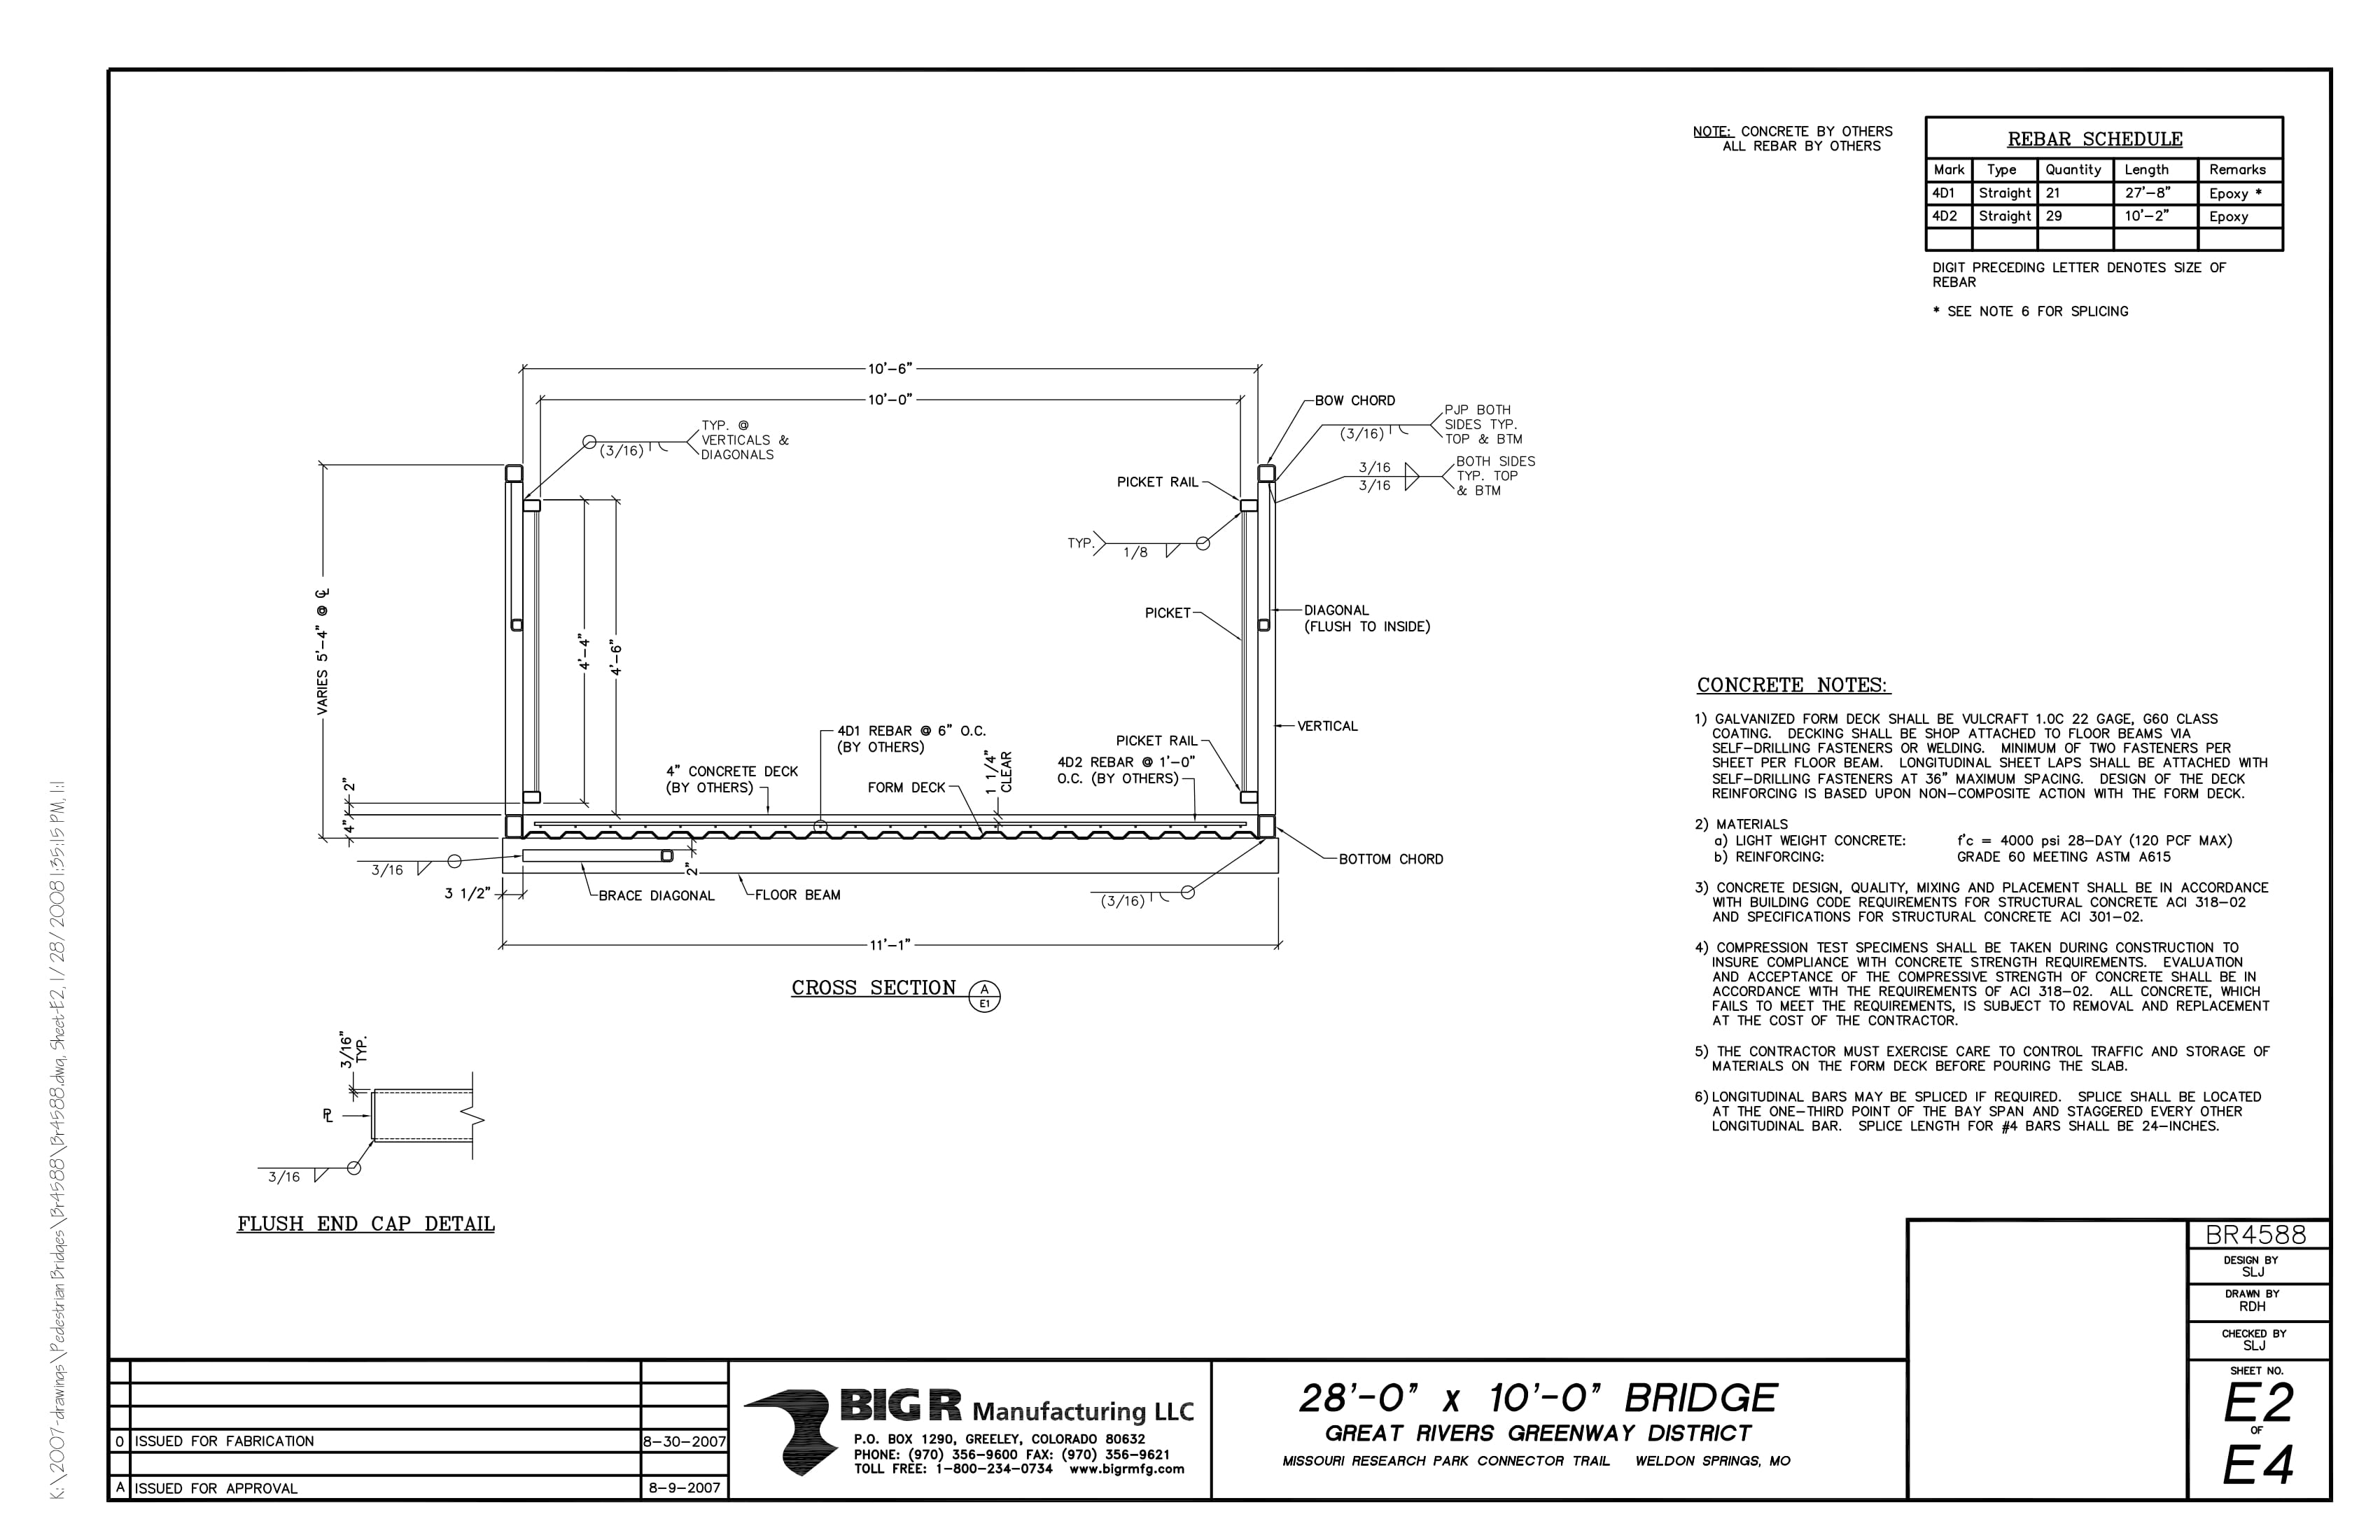 NOTE: CONCRETE BY OTHERS
ALL REBAR BY OTHERS
REBAR SCHEDULE
Mark Type Quantity Length Remarks
4D1 Straight 21 27'-8" Epoxy *
4D2 Straight 29 10'-2" Epoxy
DIGIT PRECEDING LETTER DENOTES SIZE OF
REBAR
* SEE NOTE 6 FOR SPLICING
10'-6"
10'-0"
TYP. @
VERTICALS &
DIAGONALS
(3/16)
BOW CHORD
PJP BOTH
SIDES TYP.
TOP & BTM
(3/16)
BOTH SIDES
TYP. TOP
& BTM
3/16
3/16
PICKET RAIL
TYP.
1/8
PICKET
DIAGONAL
(FLUSH TO INSIDE)
VARIES 5'-4" @ ℄
4'-4"
4'-6"
VERTICAL
4D1 REBAR @ 6" O.C.
(BY OTHERS)
PICKET RAIL
4D2 REBAR @ 1'-0"
O.C. (BY OTHERS)
1 1/4"
CLEAR
4" CONCRETE DECK
(BY OTHERS)
FORM DECK
2"
4"
3/16
2"
BOTTOM CHORD
3 1/2"
BRACE DIAGONAL
FLOOR BEAM
(3/16)
11'-1"
CROSS SECTION
A
E1
3/16"
TYP.
PL
3/16
FLUSH END CAP DETAIL
CONCRETE NOTES:
1) GALVANIZED FORM DECK SHALL BE VULCRAFT 1.0C 22 GAGE, G60 CLASS
COATING. DECKING SHALL BE SHOP ATTACHED TO FLOOR BEAMS VIA
SELF-DRILLING FASTENERS OR WELDING. MINIMUM OF TWO FASTENERS PER
SHEET PER FLOOR BEAM. LONGITUDINAL SHEET LAPS SHALL BE ATTACHED WITH
SELF-DRILLING FASTENERS AT 36" MAXIMUM SPACING. DESIGN OF THE DECK
REINFORCING IS BASED UPON NON-COMPOSITE ACTION WITH THE FORM DECK.
2) MATERIALS
a) LIGHT WEIGHT CONCRETE: f'c = 4000 psi 28-DAY (120 PCF MAX)
b) REINFORCING: GRADE 60 MEETING ASTM A615
3) CONCRETE DESIGN, QUALITY, MIXING AND PLACEMENT SHALL BE IN ACCORDANCE
WITH BUILDING CODE REQUIREMENTS FOR STRUCTURAL CONCRETE ACI 318-02
AND SPECIFICATIONS FOR STRUCTURAL CONCRETE ACI 301-02.
4) COMPRESSION TEST SPECIMENS SHALL BE TAKEN DURING CONSTRUCTION TO
INSURE COMPLIANCE WITH CONCRETE STRENGTH REQUIREMENTS. EVALUATION
AND ACCEPTANCE OF THE COMPRESSIVE STRENGTH OF CONCRETE SHALL BE IN
ACCORDANCE WITH THE REQUIREMENTS OF ACI 318-02. ALL CONCRETE, WHICH
FAILS TO MEET THE REQUIREMENTS, IS SUBJECT TO REMOVAL AND REPLACEMENT
AT THE COST OF THE CONTRACTOR.
5) THE CONTRACTOR MUST EXERCISE CARE TO CONTROL TRAFFIC AND STORAGE OF
MATERIALS ON THE FORM DECK BEFORE POURING THE SLAB.
6) LONGITUDINAL BARS MAY BE SPLICED IF REQUIRED. SPLICE SHALL BE LOCATED
AT THE ONE-THIRD POINT OF THE BAY SPAN AND STAGGERED EVERY OTHER
LONGITUDINAL BAR. SPLICE LENGTH FOR #4 BARS SHALL BE 24-INCHES.
BR4588
DESIGN BY
SLJ
DRAWN BY
RDH
CHECKED BY
SLJ
SHEET NO.
E2
OF
E4
0 ISSUED FOR FABRICATION 8-30-2007
A ISSUED FOR APPROVAL 8-9-2007
BIG R Manufacturing LLC
P.O. BOX 1290, GREELEY, COLORADO 80632
PHONE: (970) 356-9600 FAX: (970) 356-9621
TOLL FREE: 1-800-234-0734 www.bigrmfg.com
28'-0" x 10'-0" BRIDGE
GREAT RIVERS GREENWAY DISTRICT
MISSOURI RESEARCH PARK CONNECTOR TRAIL WELDON SPRINGS, MO
K:\2007-drawings\Pedestrian Bridges\Br4588\Br4588.dwg, Sheet-E2, 1/28/2008 1:35:15 PM, 1:1